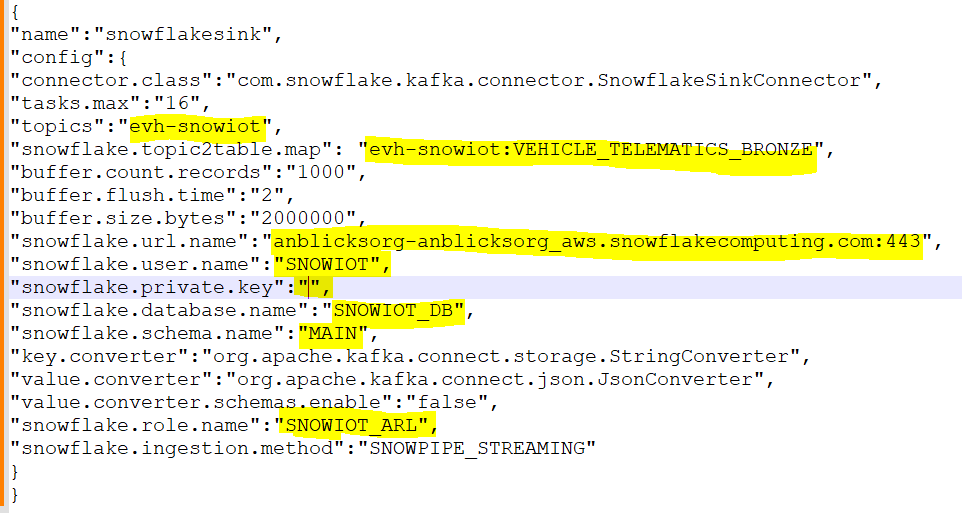 {
"name":"snowflakesink",
"config":{
"connector.class":"com.snowflake.kafka.connector.SnowflakeSinkConnector",
"tasks.max":"16",
"topics":"evh-snowiot",
"snowflake.topic2table.map": "evh-snowiot:VEHICLE_TELEMATICS_BRONZE",
"buffer.count.records":"1000",
"buffer.flush.time":"2",
"buffer.size.bytes":"2000000",
"snowflake.url.name":"anblicksorg-anblicksorg_aws.snowflakecomputing.com:443",
"snowflake.user.name":"SNOWIOT",
"snowflake.private.key":"",
"snowflake.database.name":"SNOWIOT_DB",
"snowflake.schema.name":"MAIN",
"key.converter":"org.apache.kafka.connect.storage.StringConverter",
"value.converter":"org.apache.kafka.connect.json.JsonConverter",
"value.converter.schemas.enable":"false",
"snowflake.role.name":"SNOWIOT_ARL",
"snowflake.ingestion.method":"SNOWPIPE_STREAMING"
}
}